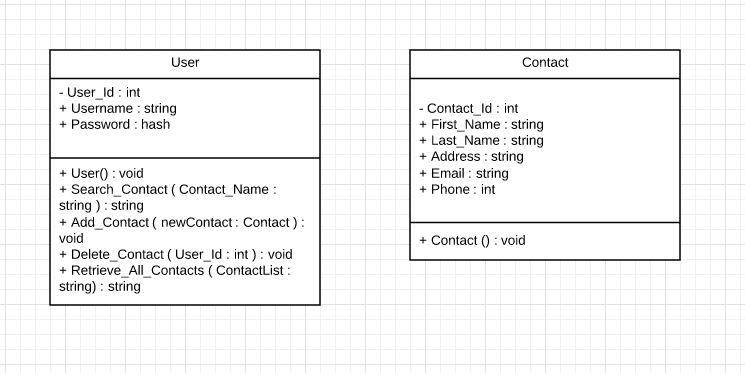 User
- User_Id : int
+ Username : string
+ Password : hash
+ User() : void
+ Search_Contact ( Contact_Name :
string ) : string
+ Add_Contact ( newContact : Contact ) :
void
+ Delete_Contact ( User_Id : int ) : void
+ Retrieve_All_Contacts ( ContactList :
string) : string
Contact
- Contact_Id : int
+ First_Name : string
+ Last_Name : string
+ Address : string
+ Email : string
+ Phone : int
+ Contact () : void